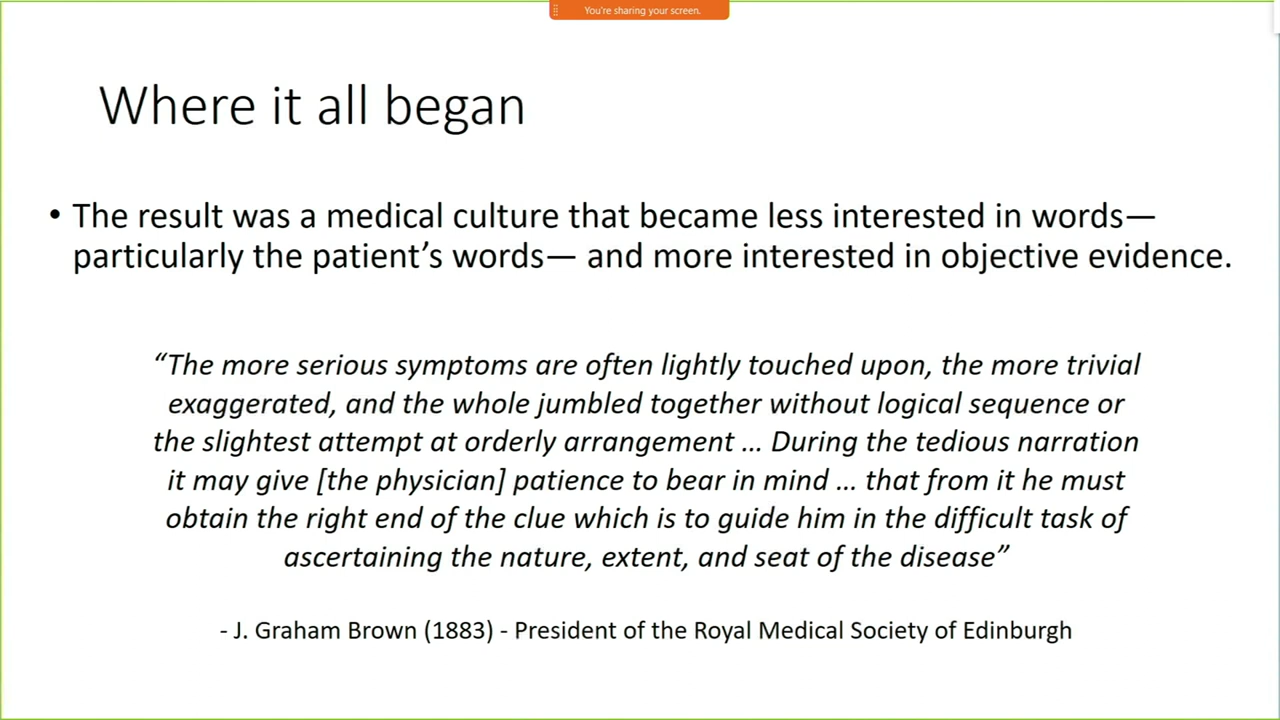 You're sharing your screen.
Where it all began
• The result was a medical culture that became less interested in words—
particularly the patient’s words— and more interested in objective evidence.
“The more serious symptoms are often lightly touched upon, the more trivial
exaggerated, and the whole jumbled together without logical sequence or
the slightest attempt at orderly arrangement ... During the tedious narration
it may give [the physician] patience to bear in mind ... that from it he must
obtain the right end of the clue which is to guide him in the difficult task of
ascertaining the nature, extent, and seat of the disease”
- J. Graham Brown (1883) - President of the Royal Medical Society of Edinburgh